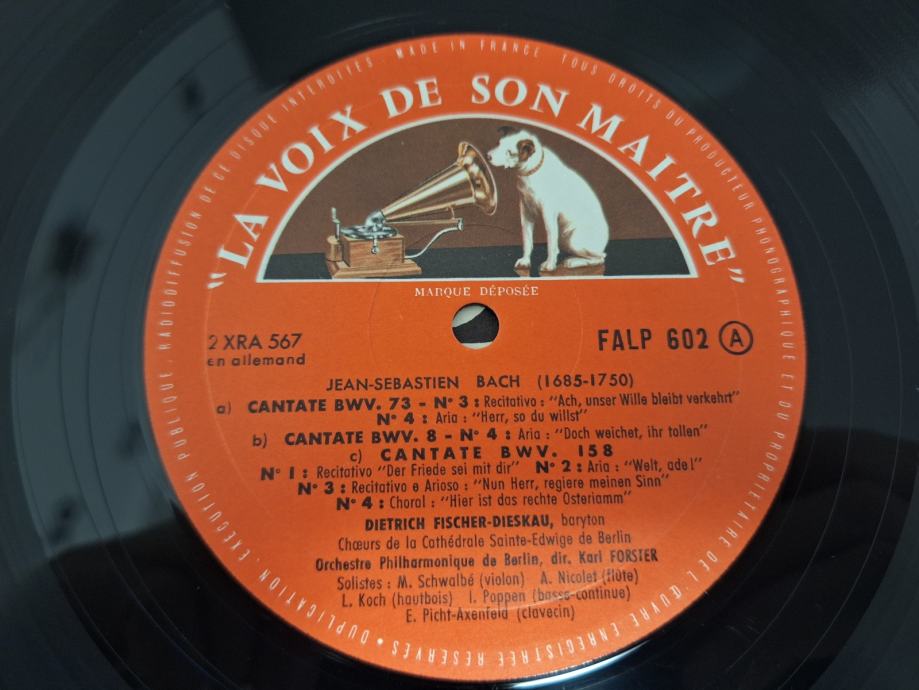 DUPLICATION. EXÉCUTION PUBLIQUE, RADIODIFFUSION DE CE DISQUE INTERDITES. MADE IN FRANCE TOUS DROITS DU PRODUCTEUR PHONOGRAPHIQUE ET DU PROPRIETAIRE DE L'ŒUVRE ENREGISTRÉE RÉSERVÉS
"LA VOIX DE SON MAITRE"
MARQUE DÉPOSÉE
2 XRA 567
en allemand
FALP 602 A
JEAN-SEBASTIEN BACH (1685-1750)
a) CANTATE BWV. 73 - N° 3 : Recitativo : "Ach, unser Wille bleibt verkehrt"
N° 4 : Aria : "Herr, so du willst"
b) CANTATE BWV. 8 - N° 4 : Aria : "Doch weichet, ihr tollen"
c) CANTATE BWV. 158
N° 1 : Recitativo "Der Friede sei mit dir" N° 2 : Aria : "Welt, ade!"
N° 3 : Recitativo e Arioso : "Nun Herr, regiere meinen Sinn"
N° 4 : Choral : "Hier ist das rechte Osteriamm"
DIETRICH FISCHER-DIESKAU, baryton
Chœurs de la Cathédrale Sainte-Edwige de Berlin
Orchestre Philharmonique de Berlin, dir. Karl FORSTER
Solistes : M. Schwalbé (violon) A. Nicolet (flûte)
L. Koch (hautbois) I. Poppen (basse-continue)
E. Picht-Axenfeld (clavecin)